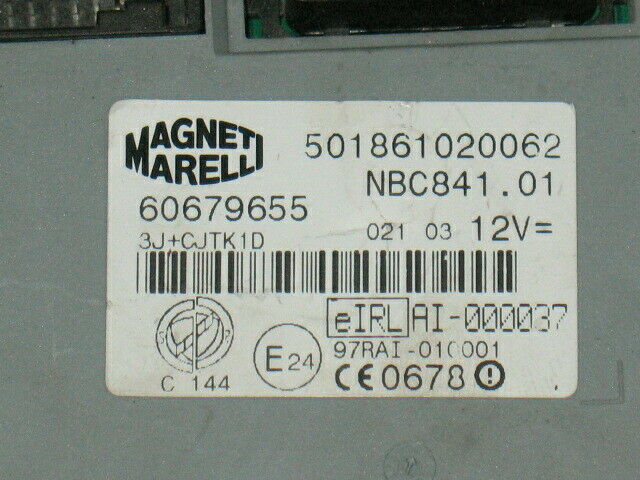 MAGNETI MARELLI
501861020062
NBC841.01
60679655
3J+CJTK1D
021 03 12V=
eIRL AI-000037
97RAI-010001
E24
C 144
CE0678